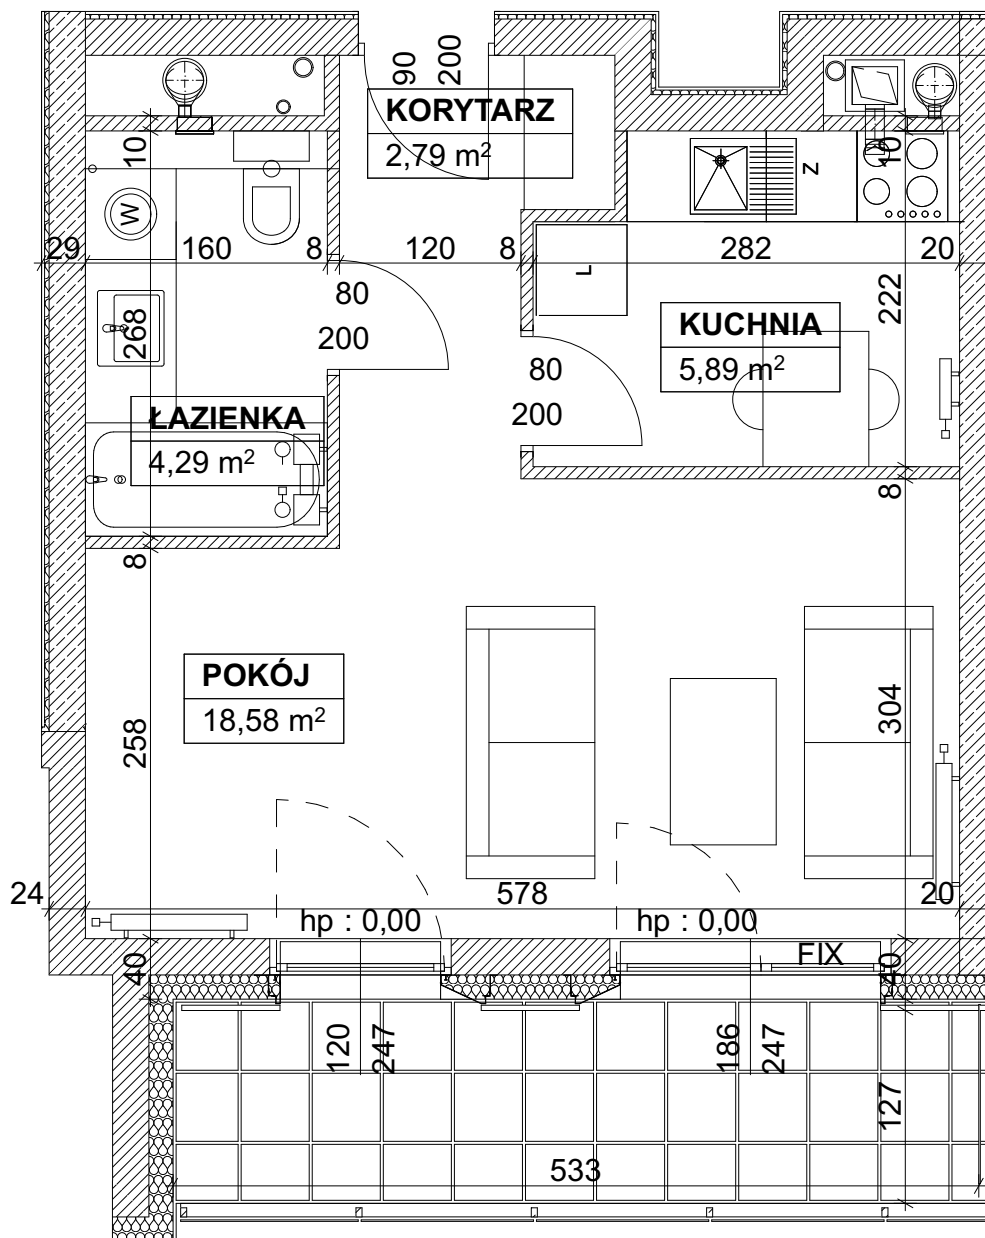 90
200
KORYTARZ
2,79 m²
10
10
Z
W
29
160
8
120
8
282
20
L
80
200
268
222
KUCHNIA
5,89 m²
80
200
ŁAZIENKA
4,29 m²
8
8
POKÓJ
18,58 m²
258
304
24
578
20
hp : 0,00
hp : 0,00
FIX
40
40
120
247
186
247
127
533